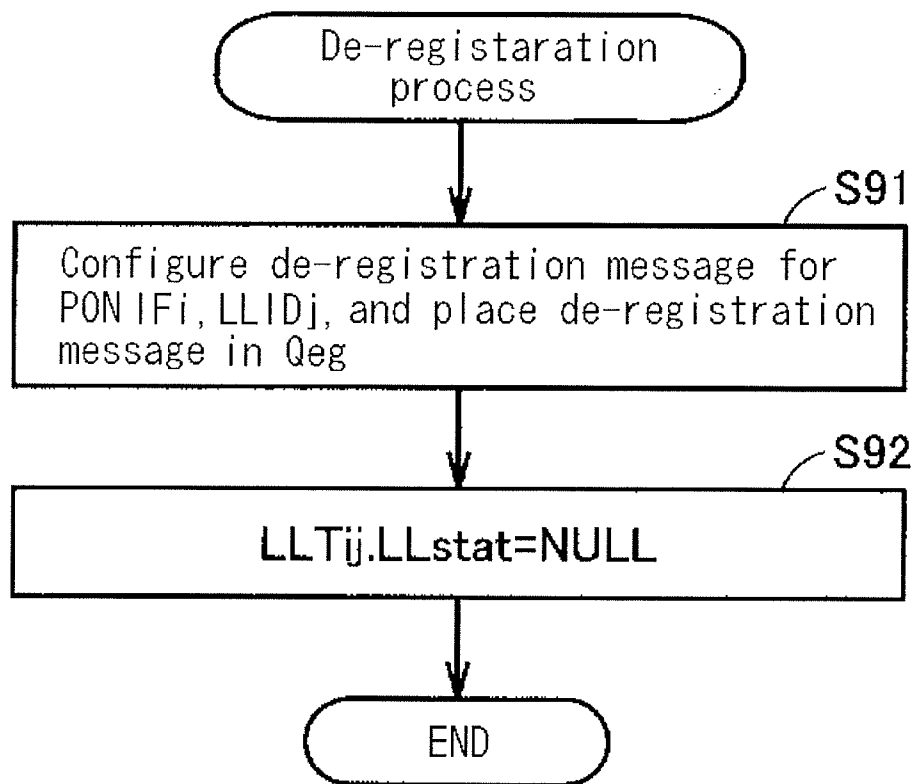 De-registaration
process
S91
Configure de-registration message for
PON IFi, LLIDj, and place de-registration
message in Qeg
S92
LLTij.LLstat=NULL
END